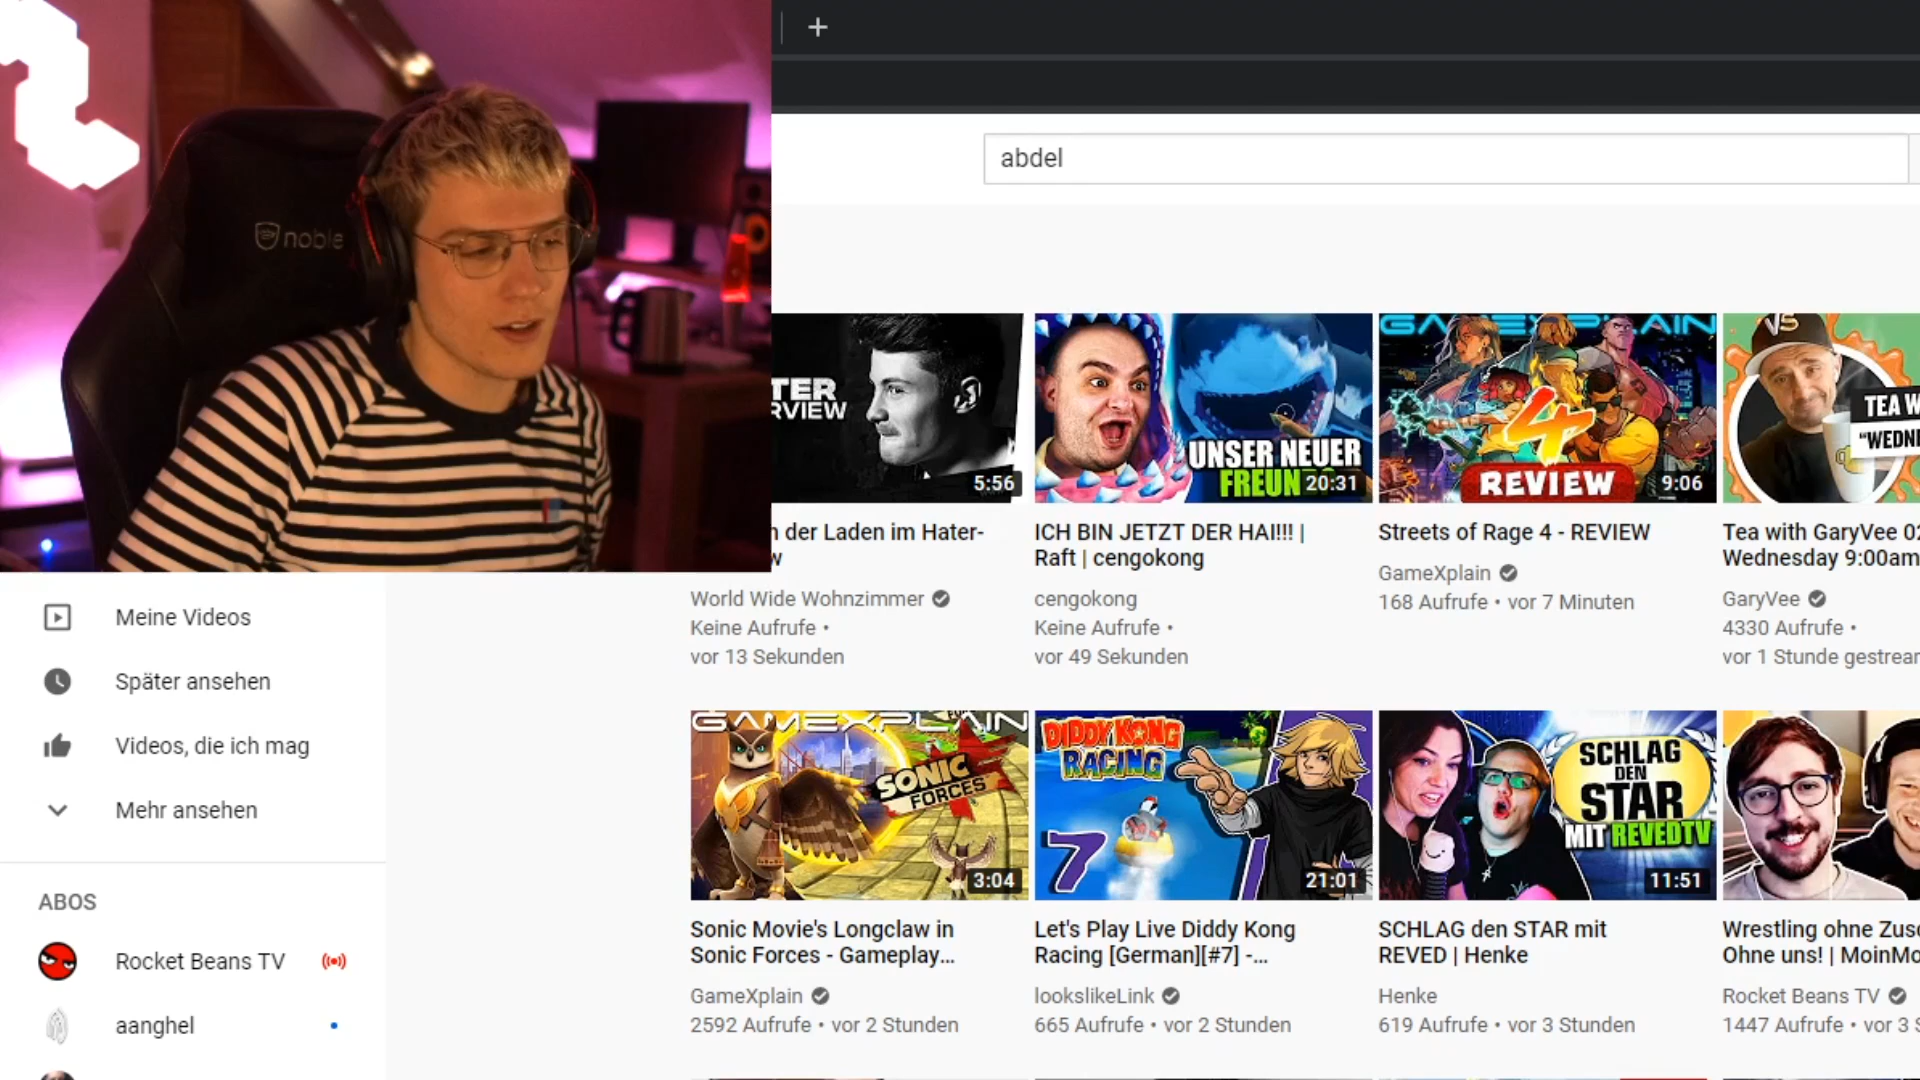 +
abdel
noble
TER
RVIEW
5:56
UNSER NEUER
FREUN
20:31
GAMEXPLAIN
4
REVIEW
9:06
VS
TEA W
"WEDN
n der Laden im Hater-
w
World Wide Wohnzimmer
Keine Aufrufe •
vor 13 Sekunden
ICH BIN JETZT DER HAI!!! |
Raft | cengokong
cengokong
Keine Aufrufe •
vor 49 Sekunden
Streets of Rage 4 - REVIEW
GameXplain
168 Aufrufe • vor 7 Minuten
Tea with GaryVee 02
Wednesday 9:00am
GaryVee
4330 Aufrufe •
vor 1 Stunde gestream
Meine Videos
Später ansehen
Videos, die ich mag
Mehr ansehen
ABOS
Rocket Beans TV
aanghel
GAMEXPLAIN
SONIC
FORCES
3:04
DIDDY KONG
RACING
7
21:01
SCHLAG
DEN
STAR
MIT REVEDTV
11:51
Sonic Movie's Longclaw in
Sonic Forces - Gameplay...
GameXplain
2592 Aufrufe • vor 2 Stunden
Let's Play Live Diddy Kong
Racing [German][#7] -...
lookslikeLink
665 Aufrufe • vor 2 Stunden
SCHLAG den STAR mit
REVED | Henke
Henke
619 Aufrufe • vor 3 Stunden
Wrestling ohne Zusc
Ohne uns! | MoinMo
Rocket Beans TV
1447 Aufrufe • vor 3 S